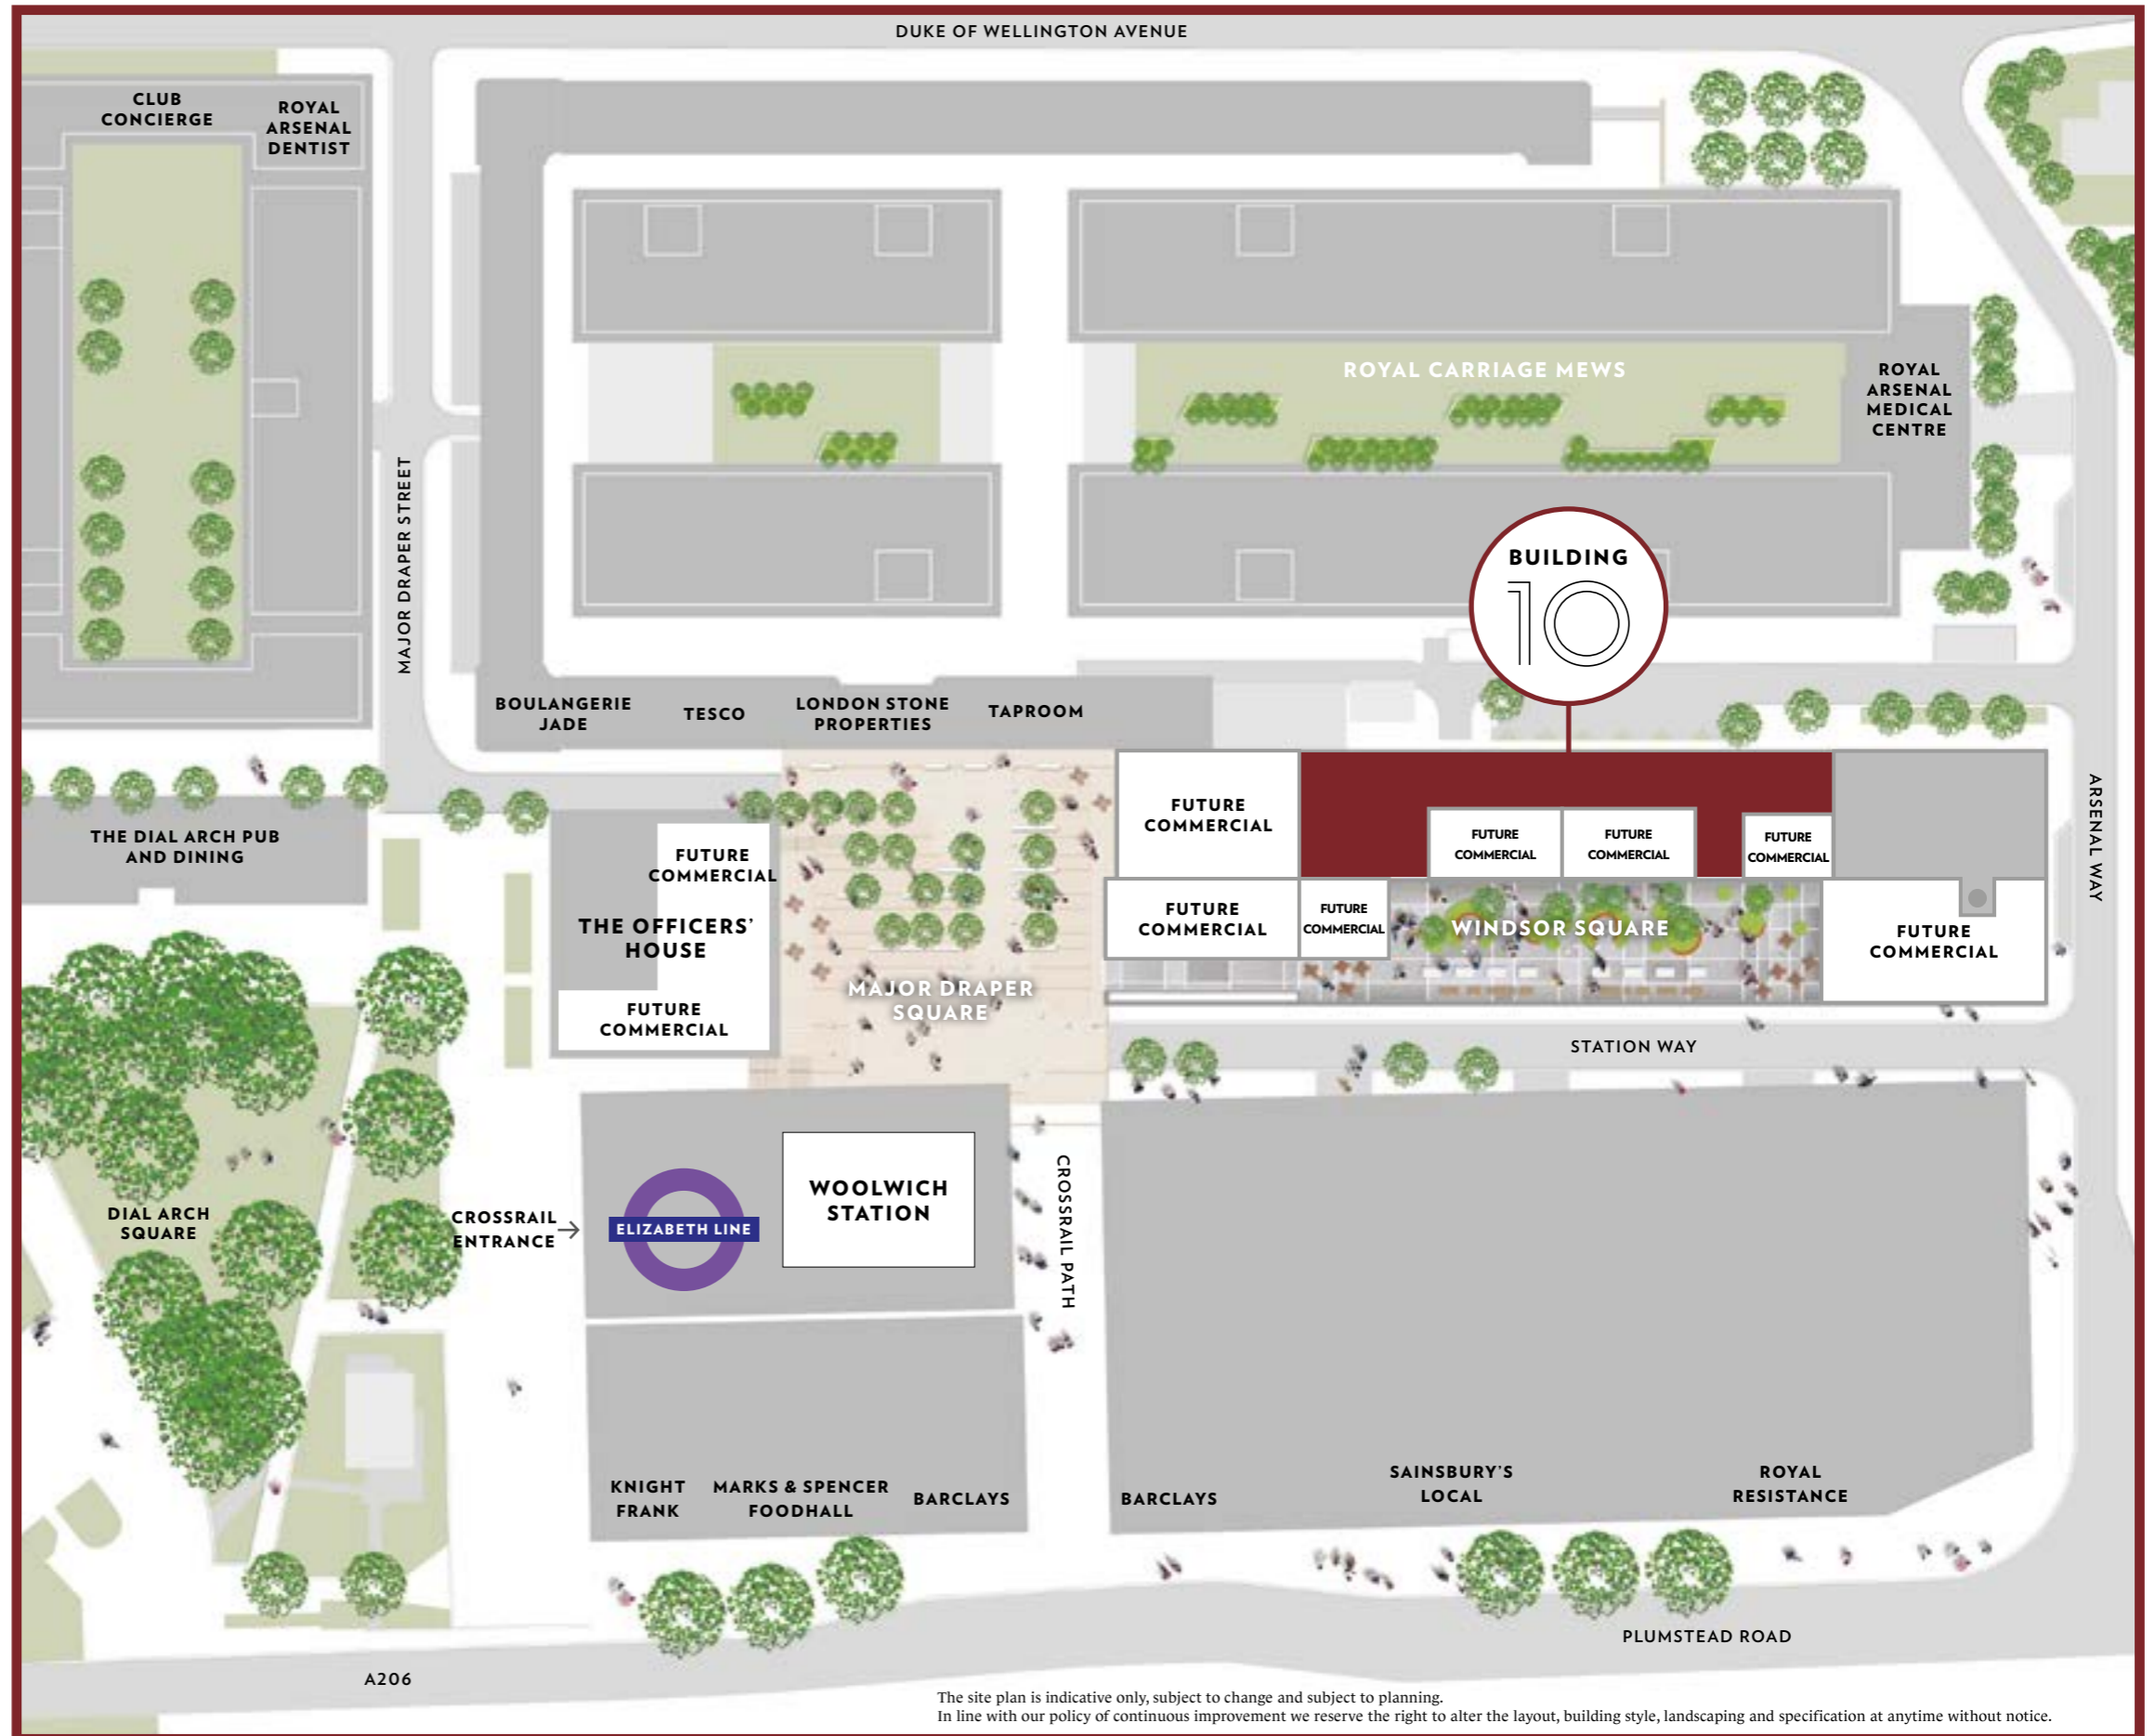 DUKE OF WELLINGTON AVENUE
CLUB
CONCIERGE
ROYAL
ARSENAL
DENTIST
MAJOR DRAPER STREET
ROYAL CARRIAGE MEWS
ROYAL
ARSENAL
MEDICAL
CENTRE
BUILDING
10
BOULANGERIE
JADE
TESCO
LONDON STONE
PROPERTIES
TAPROOM
THE DIAL ARCH PUB
AND DINING
FUTURE
COMMERCIAL
THE OFFICERS'
HOUSE
FUTURE
COMMERCIAL
MAJOR DRAPER
SQUARE
FUTURE
COMMERCIAL
FUTURE
COMMERCIAL
FUTURE
COMMERCIAL
FUTURE
COMMERCIAL
FUTURE
COMMERCIAL
FUTURE
COMMERCIAL
WINDSOR SQUARE
FUTURE
COMMERCIAL
ARSENAL WAY
STATION WAY
DIAL ARCH
SQUARE
CROSSRAIL
ENTRANCE
ELIZABETH LINE
WOOLWICH
STATION
CROSSRAIL PATH
KNIGHT
FRANK
MARKS & SPENCER
FOODHALL
BARCLAYS
BARCLAYS
SAINSBURY'S
LOCAL
ROYAL
RESISTANCE
PLUMSTEAD ROAD
A206
The site plan is indicative only, subject to change and subject to planning.
In line with our policy of continuous improvement we reserve the right to alter the layout, building style, landscaping and specification at anytime without notice.